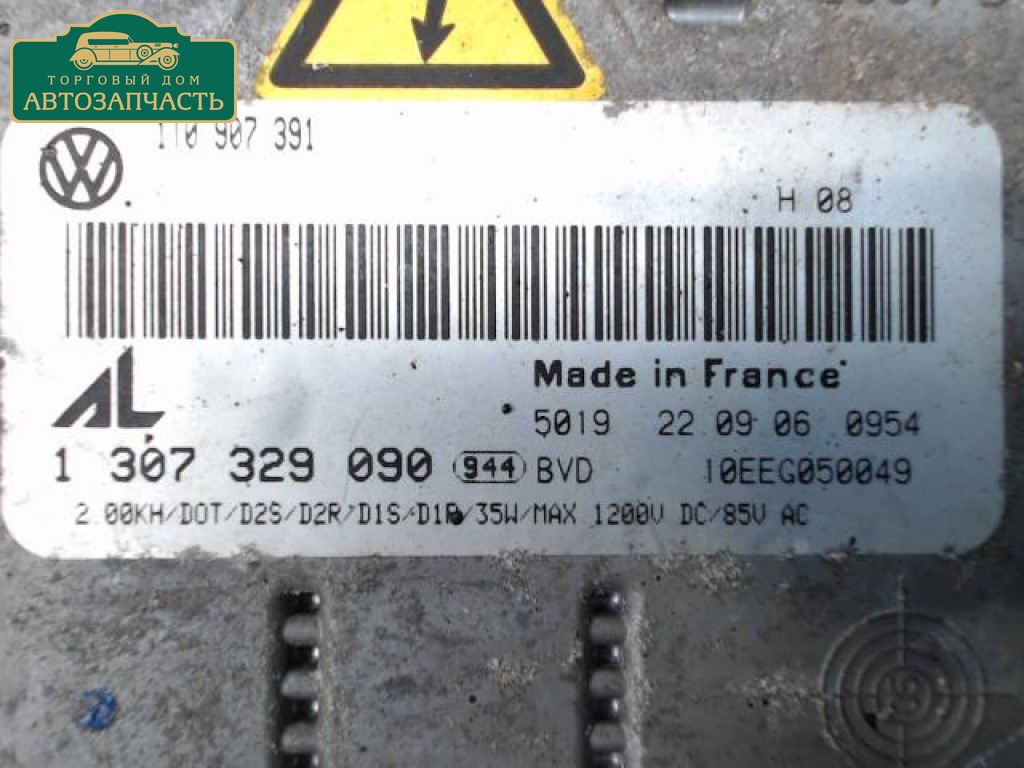 ТОРГОВЫЙ ДОМ
АВТОЗАПЧАСТЬ
1T0 907 391
H 08
AL
Made in France
5019 22 09 06 0954
1 307 329 090 944 BVD 10EEG050049
2.00KH/DOT/D2S/D2R/D1S/D1R/35W/MAX 1200V DC/85V AC